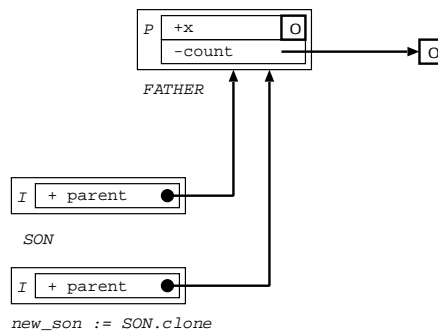 P +x O
-count O
FATHER
I + parent
SON
I + parent
new_son := SON.clone